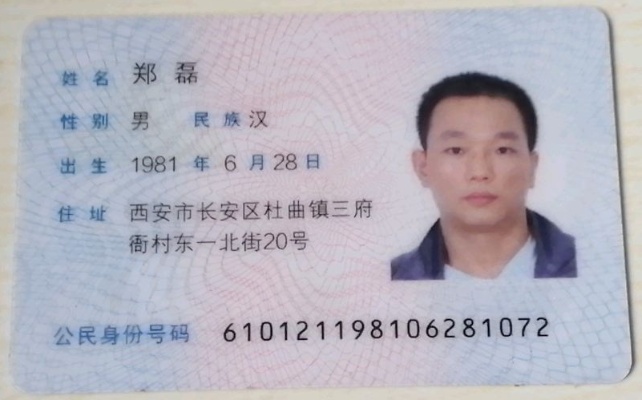 姓名 郑磊
性别 男 民族 汉
出生 1981 年 6 月 28 日
住址 西安市长安区杜曲镇三府
衙村东一北街20号
公民身份号码 610121198106281072